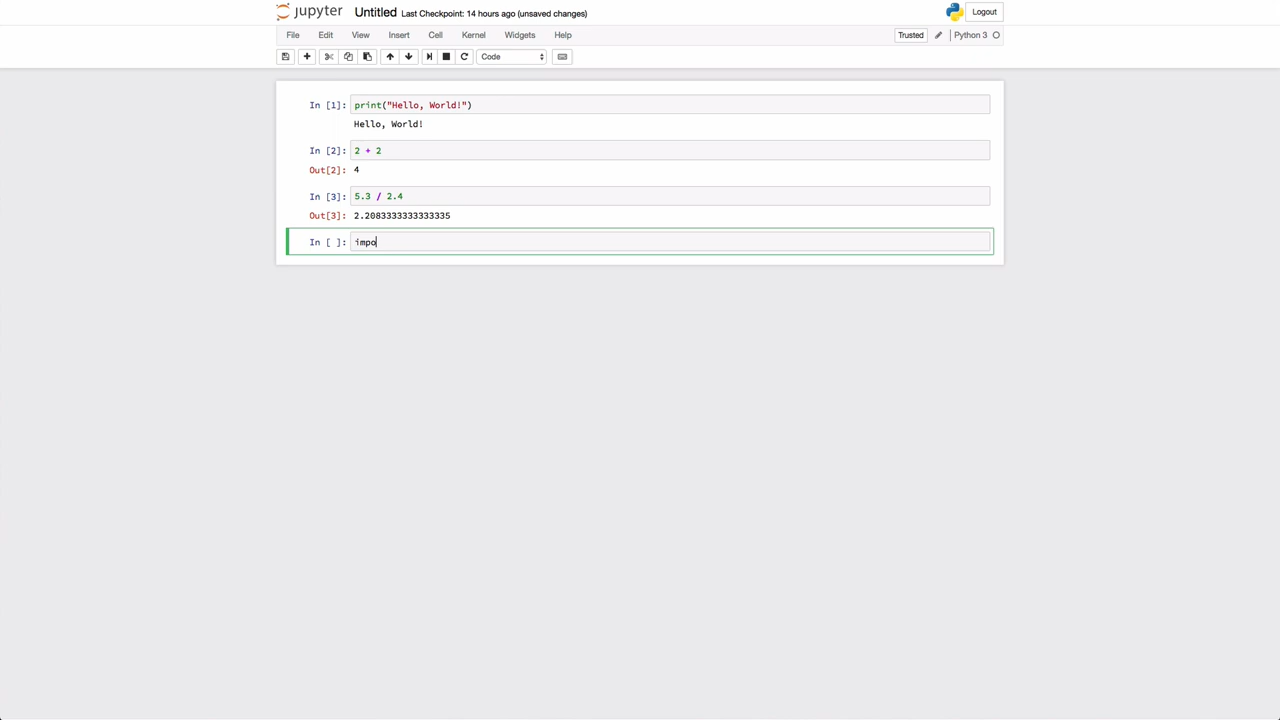 jupyter Untitled Last Checkpoint: 14 hours ago (unsaved changes) Logout
File Edit View Insert Cell Kernel Widgets Help Trusted Python 3
Code
In [1]: print("Hello, World!")
Hello, World!
In [2]: 2 + 2
Out[2]: 4
In [3]: 5.3 / 2.4
Out[3]: 2.2083333333333335
In [ ]: impo